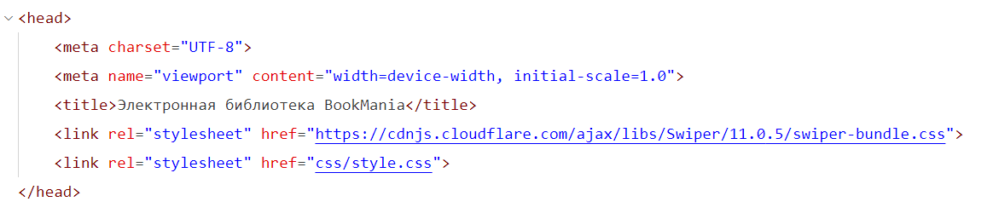 <head>
<meta charset="UTF-8">
<meta name="viewport" content="width=device-width, initial-scale=1.0">
<title>Электронная библиотека BookMania</title>
<link rel="stylesheet" href="https://cdnjs.cloudflare.com/ajax/libs/Swiper/11.0.5/swiper-bundle.css">
<link rel="stylesheet" href="css/style.css">
</head>